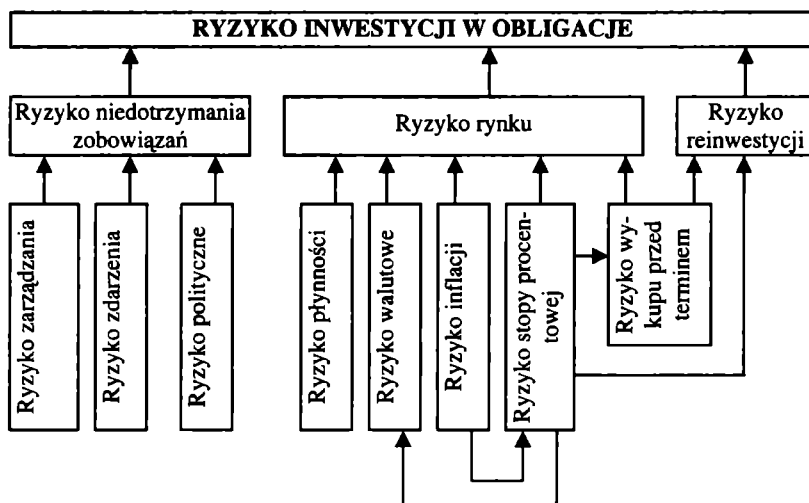 RYZYKO INWESTYCJI W OBLIGACJE
Ryzyko niedotrzymania
zobowiązań
Ryzyko rynku
Ryzyko
reinwestycji
Ryzyko zarządzania
Ryzyko zdarzenia
Ryzyko polityczne
Ryzyko płynności
Ryzyko walutowe
Ryzyko inflacji
Ryzyko stopy procen-
towej
Ryzyko wy-
kupu przed
terminem